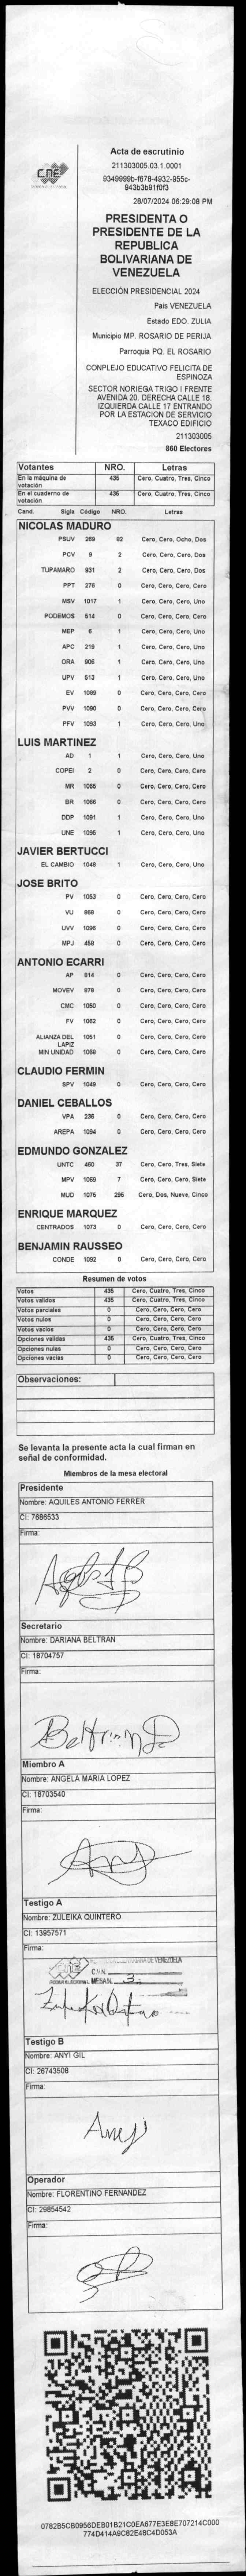 CNE
Acta de escrutinio
211303005.03.1.0001
9349999b-f678-4932-955c-
943b3b91f0f3
28/07/2024 06:29:08 PM
PRESIDENTA O
PRESIDENTE DE LA
REPUBLICA
BOLIVARIANA DE
VENEZUELA
ELECCIÓN PRESIDENCIAL 2024
Pais VENEZUELA
Estado EDO. ZULIA
Municipio MP. ROSARIO DE PERIJA
Parroquia PQ. EL ROSARIO
CONPLEJO EDUCATIVO FELICITA DE
ESPINOZA
SECTOR NORIEGA TRIGO I FRENTE
AVENIDA 20. DERECHA CALLE 18.
IZQUIERDA CALLE 17 ENTRANDO
POR LA ESTACION DE SERVICIO
TEXACO EDIFICIO
211303005
860 Electores
Votantes NRO. Letras
En la máquina de votación 435 Cero, Cuatro, Tres, Cinco
En el cuaderno de votación 435 Cero, Cuatro, Tres, Cinco
Cand. Sigla Código NRO. Letras
NICOLAS MADURO
PSUV 269 82 Cero, Cero, Ocho, Dos
PCV 9 2 Cero, Cero, Cero, Dos
TUPAMARO 931 2 Cero, Cero, Cero, Dos
PPT 276 0 Cero, Cero, Cero, Cero
MSV 1017 1 Cero, Cero, Cero, Uno
PODEMOS 514 0 Cero, Cero, Cero, Cero
MEP 6 1 Cero, Cero, Cero, Uno
APC 219 1 Cero, Cero, Cero, Uno
ORA 906 1 Cero, Cero, Cero, Uno
UPV 513 1 Cero, Cero, Cero, Uno
EV 1089 0 Cero, Cero, Cero, Cero
PVV 1090 0 Cero, Cero, Cero, Cero
PFV 1093 1 Cero, Cero, Cero, Uno
LUIS MARTINEZ
AD 1 1 Cero, Cero, Cero, Uno
COPEI 2 0 Cero, Cero, Cero, Cero
MR 1065 0 Cero, Cero, Cero, Cero
BR 1066 0 Cero, Cero, Cero, Cero
DDP 1091 1 Cero, Cero, Cero, Uno
UNE 1095 1 Cero, Cero, Cero, Uno
JAVIER BERTUCCI
EL CAMBIO 1048 1 Cero, Cero, Cero, Uno
JOSE BRITO
PV 1053 0 Cero, Cero, Cero, Cero
VU 968 0 Cero, Cero, Cero, Cero
UVV 1096 0 Cero, Cero, Cero, Cero
MPJ 459 0 Cero, Cero, Cero, Cero
ANTONIO ECARRI
AP 814 0 Cero, Cero, Cero, Cero
MOVEV 979 0 Cero, Cero, Cero, Cero
CMC 1050 0 Cero, Cero, Cero, Cero
FV 1062 0 Cero, Cero, Cero, Cero
ALIANZA DEL LAPIZ 1051 0 Cero, Cero, Cero, Cero
MIN UNIDAD 1068 0 Cero, Cero, Cero, Cero
CLAUDIO FERMIN
SPV 1049 0 Cero, Cero, Cero, Cero
DANIEL CEBALLOS
VPA 236 0 Cero, Cero, Cero, Cero
AREPA 1094 0 Cero, Cero, Cero, Cero
EDMUNDO GONZALEZ
UNTC 460 37 Cero, Cero, Tres, Siete
MPV 1069 7 Cero, Cero, Cero, Siete
MUD 1075 295 Cero, Dos, Nueve, Cinco
ENRIQUE MARQUEZ
CENTRADOS 1073 0 Cero, Cero, Cero, Cero
BENJAMIN RAUSSEO
CONDE 1092 0 Cero, Cero, Cero, Cero
Resumen de votos
Votos 435 Cero, Cuatro, Tres, Cinco
Votos validos 435 Cero, Cuatro, Tres, Cinco
Votos parciales 0 Cero, Cero, Cero, Cero
Votos nulos 0 Cero, Cero, Cero, Cero
Votos vacios 0 Cero, Cero, Cero, Cero
Opciones validas 435 Cero, Cuatro, Tres, Cinco
Opciones nulas 0 Cero, Cero, Cero, Cero
Opciones vacias 0 Cero, Cero, Cero, Cero
Observaciones:
Se levanta la presente acta la cual firman en
señal de conformidad.
Miembros de la mesa electoral
Presidente
Nombre: AQUILES ANTONIO FERRER
CI: 7686533
Firma:
Secretario
Nombre: DARIANA BELTRAN
CI: 18704757
Firma:
Beltran D
Miembro A
Nombre: ANGELA MARIA LOPEZ
CI: 18703540
Firma:
Testigo A
Nombre: ZULEIKA QUINTERO
CI: 13957571
Firma:
CNE VENEZUELA
C.V.N.
MESA N. 3
Zuleika Quintero
Testigo B
Nombre: ANYI GIL
CI: 26743508
Firma:
Anyi
Operador
Nombre: FLORENTINO FERNANDEZ
CI: 29854542
Firma:
0782B5CB0956DEB01B21C0EA677E3E8E707214C000
774D414A9C82E48C4D053A